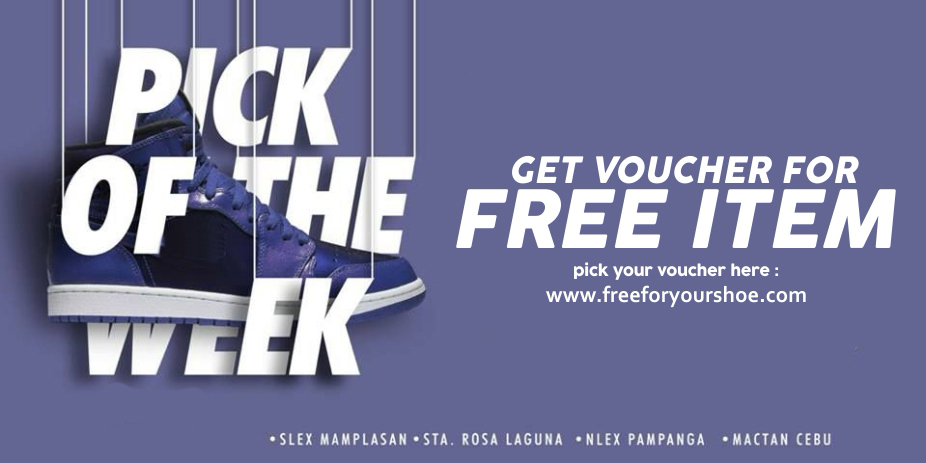 PICK
OF THE
WEEK
GET VOUCHER FOR
FREE ITEM
pick your voucher here :
www.freeforyourshoe.com
•SLEX MAMPLASAN •STA. ROSA LAGUNA •NLEX PAMPANGA •MACTAN CEBU